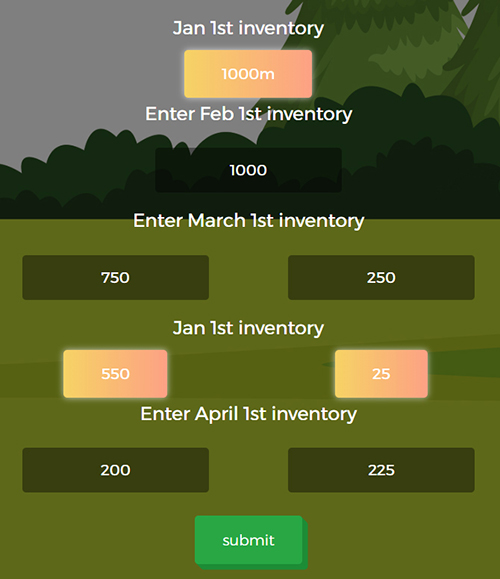 Jan 1st inventory
1000m
Enter Feb 1st inventory
1000
Enter March 1st inventory
750 250
Jan 1st inventory
550 25
Enter April 1st inventory
200 225
submit